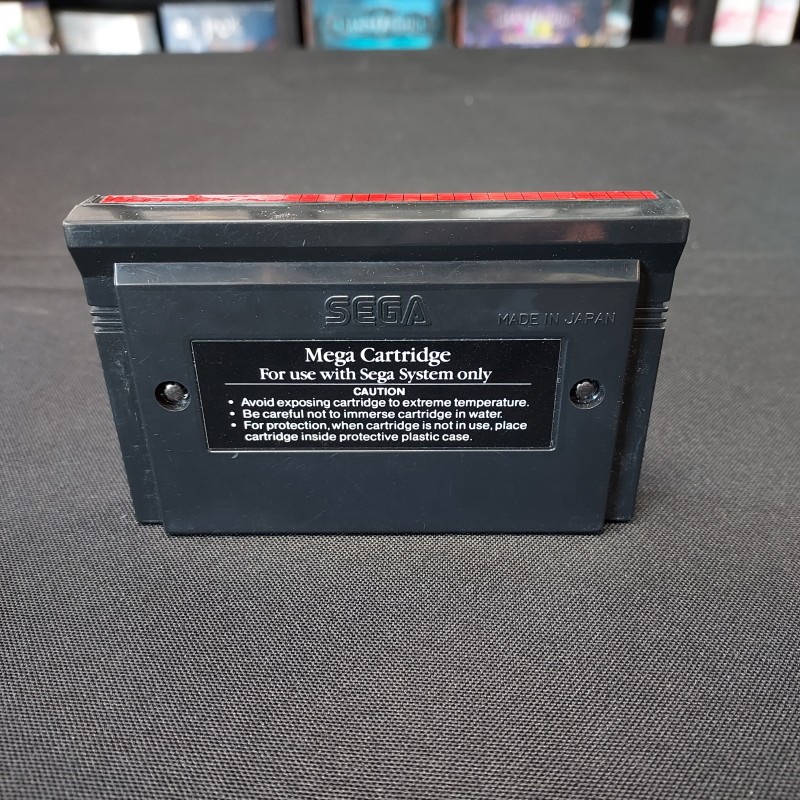 SEGA
MADE IN JAPAN
Mega Cartridge
For use with Sega System only
CAUTION
• Avoid exposing cartridge to extreme temperature.
• Be careful not to immerse cartridge in water.
• For protection, when cartridge is not in use, place
cartridge inside protective plastic case.